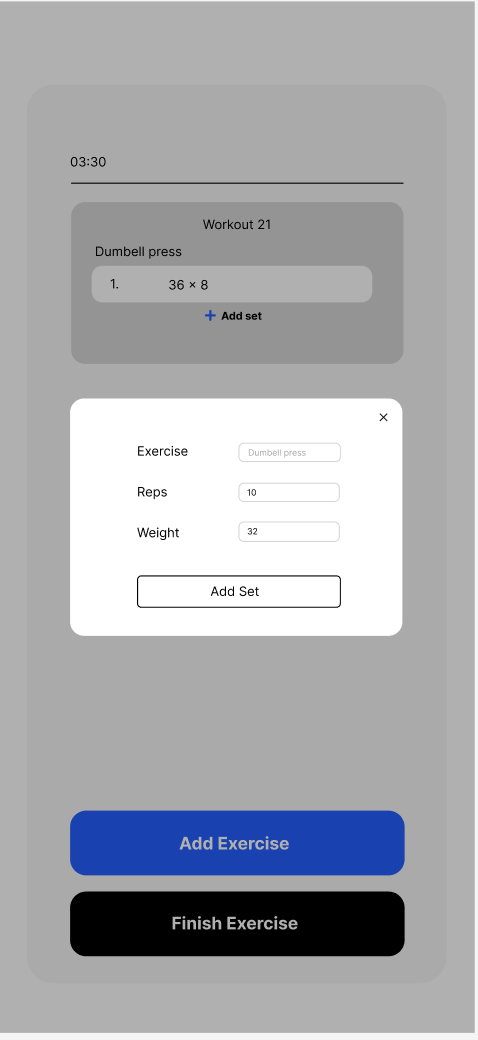 03:30
Workout 21
Dumbell press
1. 36 × 8
+ Add set
×
Exercise Dumbell press
Reps 10
Weight 32
Add Set
Add Exercise
Finish Exercise